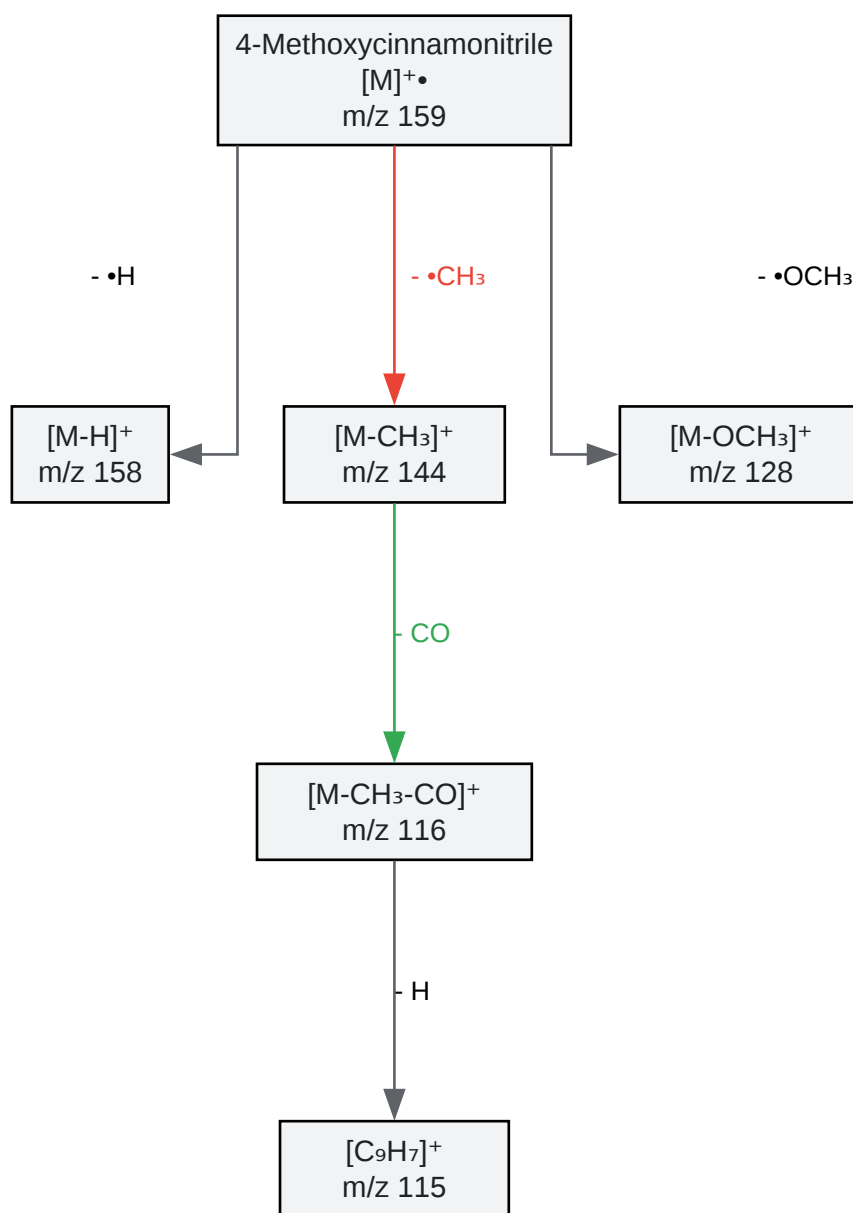 4-Methoxycinnamonitrile
[M]⁺•
m/z 159
- •H
- •CH₃
- •OCH₃
[M-H]⁺
m/z 158
[M-CH₃]⁺
m/z 144
[M-OCH₃]⁺
m/z 128
- CO
[M-CH₃-CO]⁺
m/z 116
- H
[C₉H₇]⁺
m/z 115